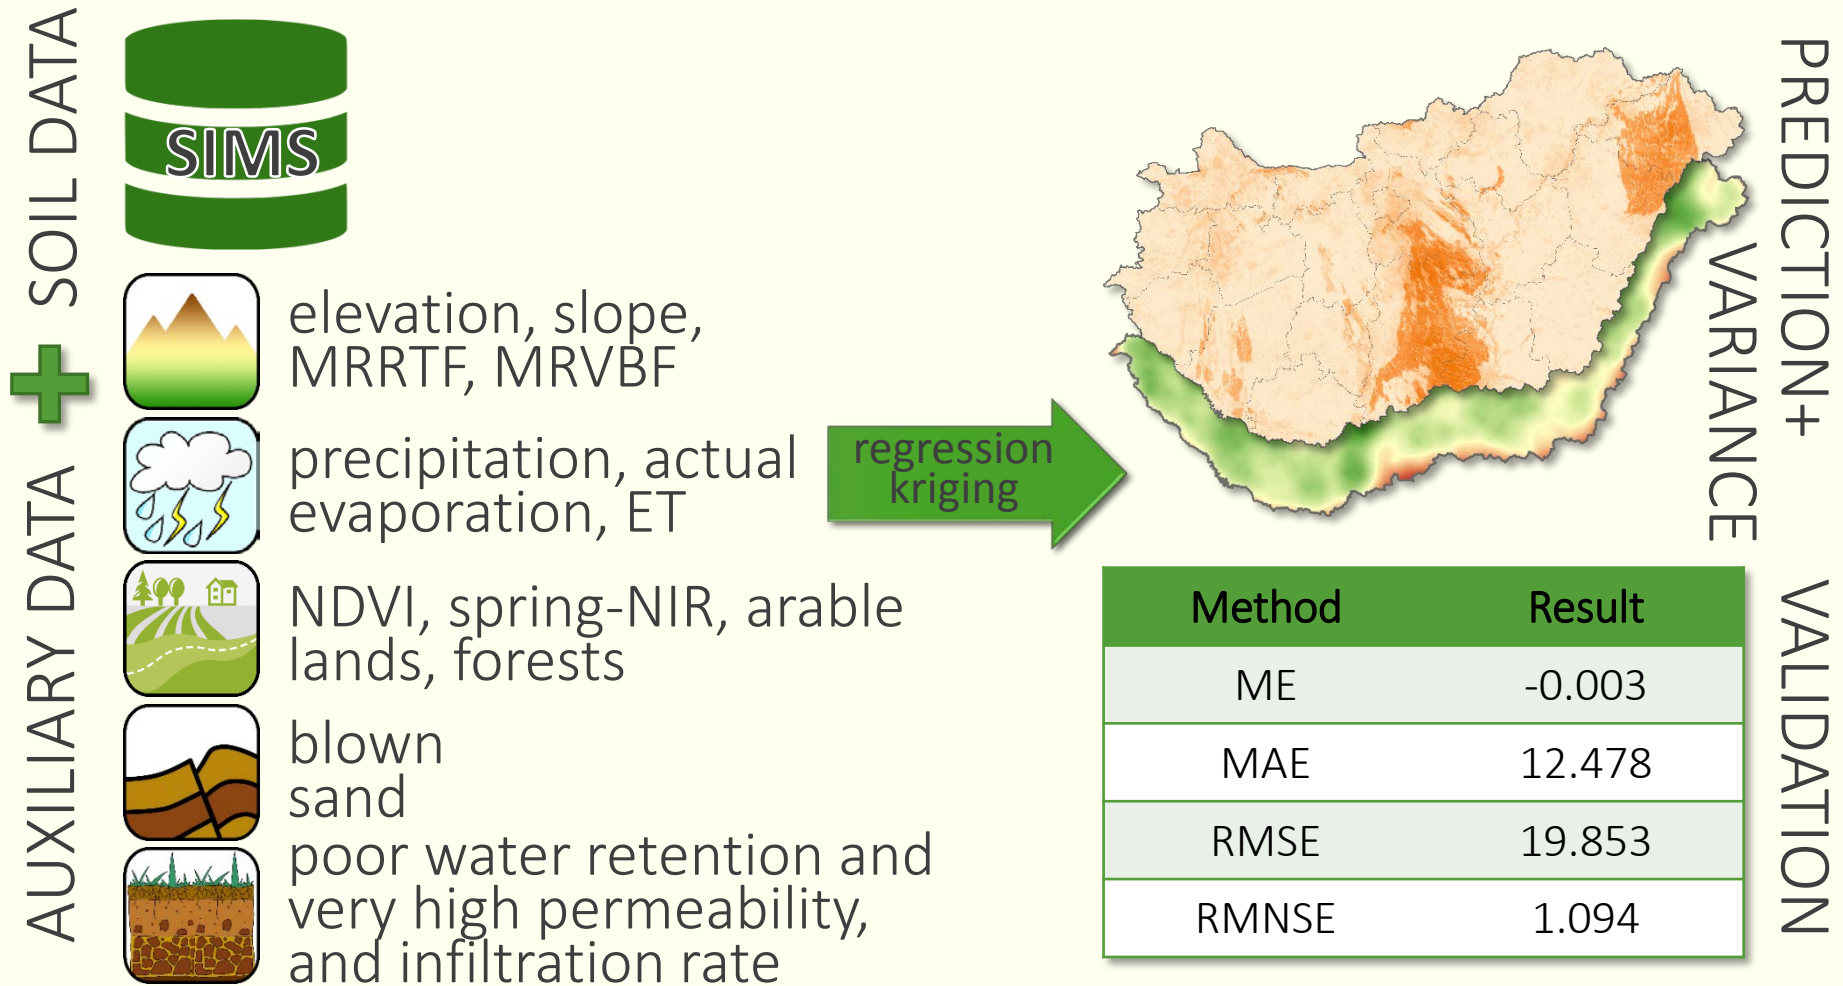 SOIL DATA
AUXILIARY DATA
SIMS
elevation, slope,
MRRTF, MRVBF
precipitation, actual
evaporation, ET
NDVI, spring-NIR, arable
lands, forests
blown
sand
poor water retention and
very high permeability,
and infiltration rate
regression
kriging
PREDICTION+
VARIANCE
VALIDATION
Method Result
ME -0.003
MAE 12.478
RMSE 19.853
RMNSE 1.094